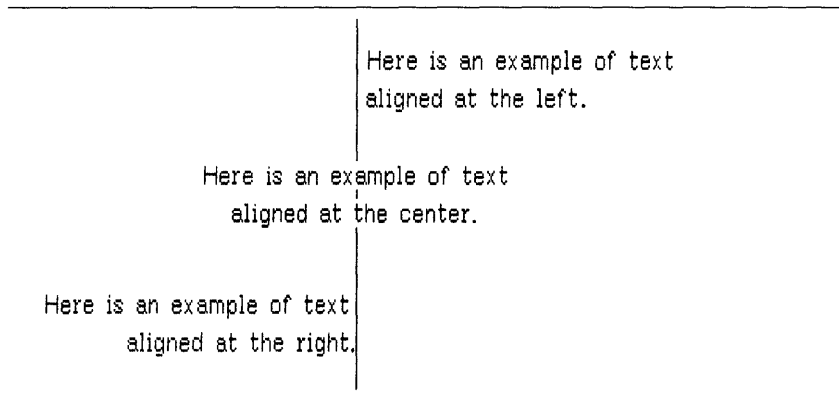 Here is an example of text
aligned at the left.
Here is an example of text
aligned at the center.
Here is an example of text
aligned at the right.